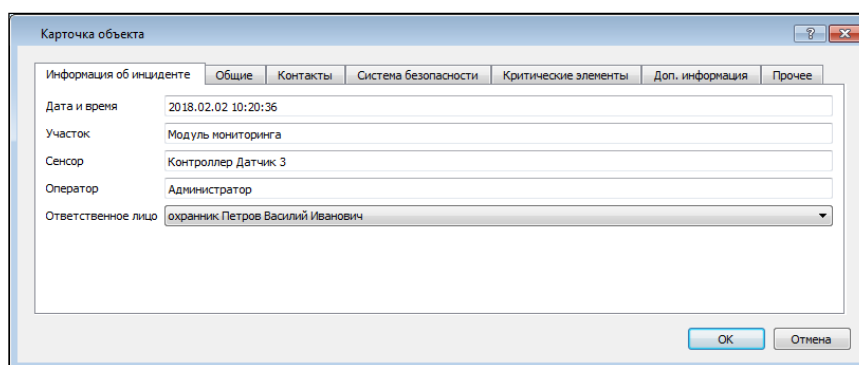 Карточка объекта
Информация об инциденте Общие Контакты Система безопасности Критические элементы Доп. информация Прочее
Дата и время 2018.02.02 10:20:36
Участок Модуль мониторинга
Сенсор Контроллер Датчик 3
Оператор Администратор
Ответственное лицо охранник Петров Василий Иванович
ОК Отмена